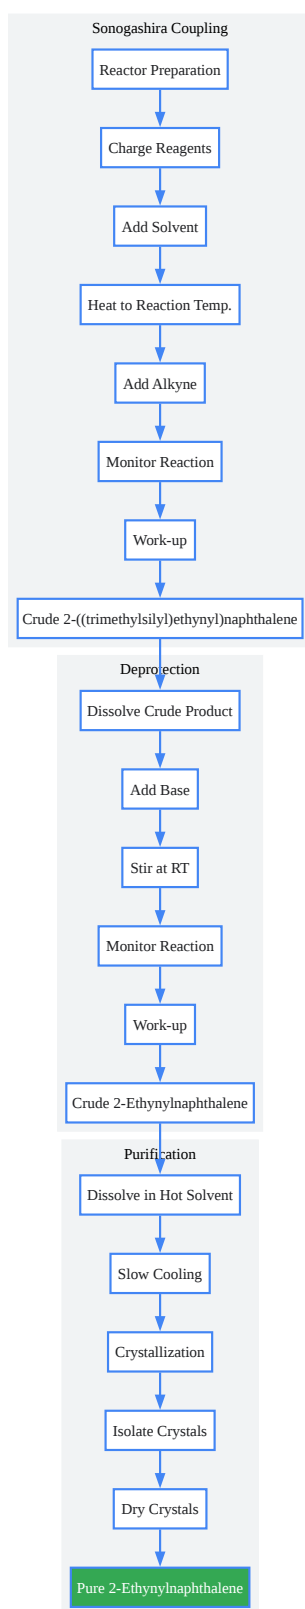 Sonogashira Coupling
Reactor Preparation
Charge Reagents
Add Solvent
Heat to Reaction Temp.
Add Alkyne
Monitor Reaction
Work-up
Crude 2-((trimethylsilyl)ethynyl)naphthalene
Deprotection
Dissolve Crude Product
Add Base
Stir at RT
Monitor Reaction
Work-up
Crude 2-Ethynylnaphthalene
Purification
Dissolve in Hot Solvent
Slow Cooling
Crystallization
Isolate Crystals
Dry Crystals
Pure 2-Ethynylnaphthalene